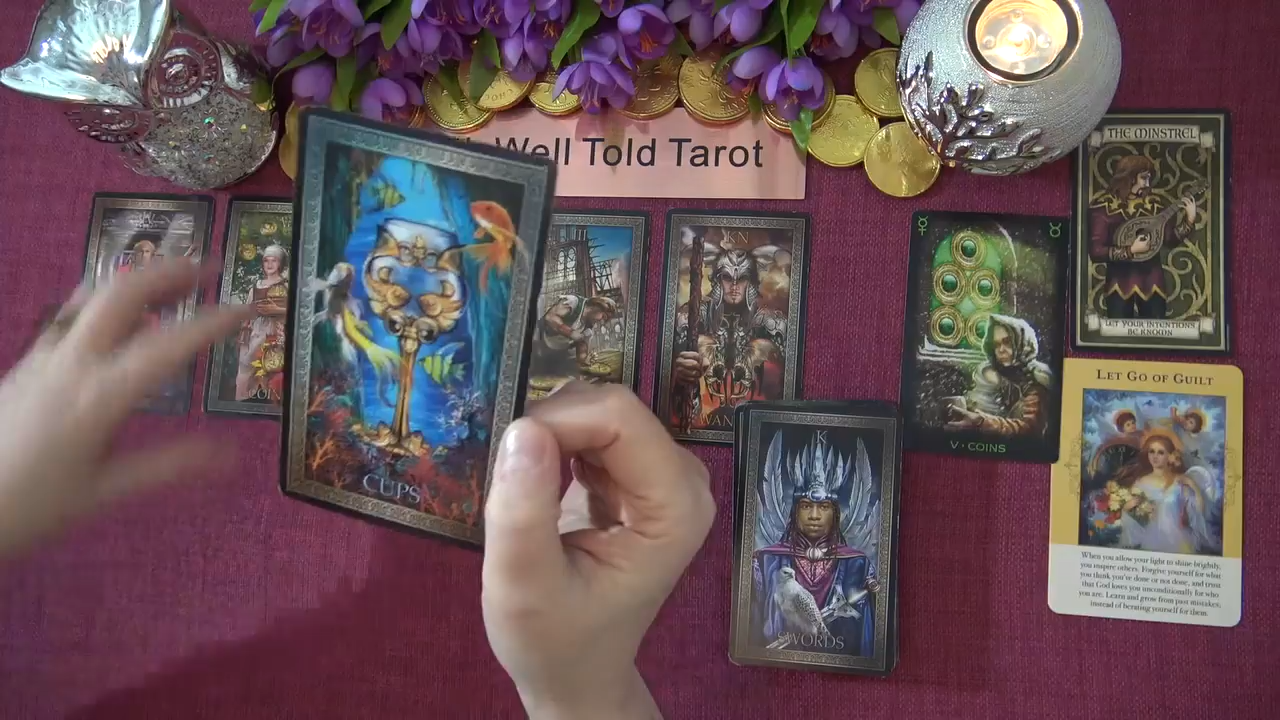 Well Told Tarot
THE MINSTREL
LET YOUR INTENTIONS
BE KNOWN
KN
WAN
CUPS
V • COINS
K
SWORDS
LET GO OF GUILT
When you allow your light to shine brightly,
you inspire others. Forgive yourself for what
you think you've done or not done, and trust
that God loves you unconditionally for who
you are. Learn and grow from past mistakes,
instead of berating yourself for them.